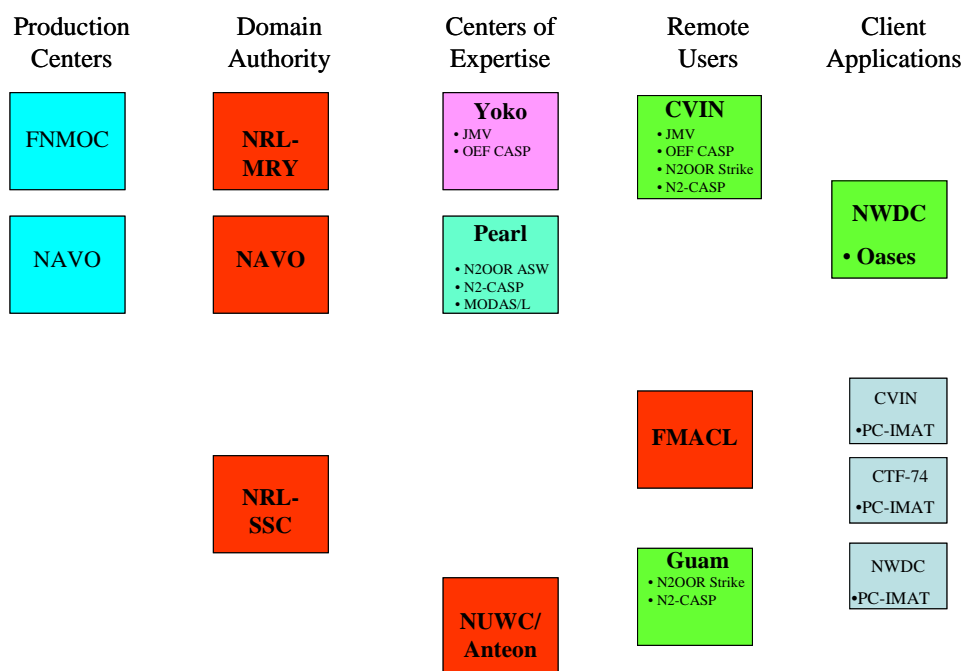 Production
Centers
Domain
Authority
Centers of
Expertise
Remote
Users
Client
Applications
FNMOC
NRL-
MRY
Yoko
• JMV
• OEF CASP
CVIN
• JMV
• OEF CASP
• N2OOR Strike
• N2-CASP
NWDC
• Oases
NAVO
NAVO
Pearl
• N2OOR ASW
• N2-CASP
• MODAS/L
FMACL
CVIN
•PC-IMAT
CTF-74
•PC-IMAT
NRL-
SSC
Guam
• N2OOR Strike
• N2-CASP
NWDC
•PC-IMAT
NUWC/
Anteon